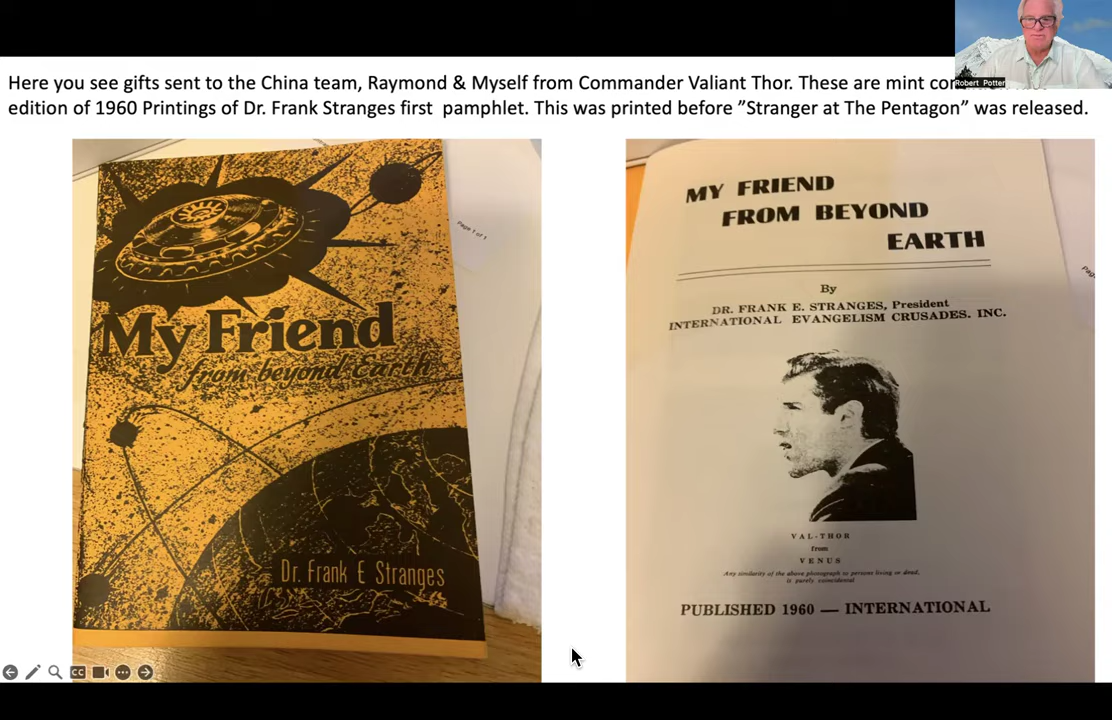 Here you see gifts sent to the China team, Raymond & Myself from Commander Valiant Thor. These are mint
edition of 1960 Printings of Dr. Frank Stranges first pamphlet. This was printed before ”Stranger at The Pentagon” was released.
Robert Potter
Page 1 of 1
My Friend
from beyond Earth
Dr. Frank E Stranges
MY FRIEND
FROM BEYOND
EARTH
By
DR. FRANK E. STRANGES, President
INTERNATIONAL EVANGELISM CRUSADES. INC.
VAL-THOR
from
VENUS
Any similarity of the above photograph to persons living or dead,
is purely coincidental
PUBLISHED 1960 — INTERNATIONAL
CC